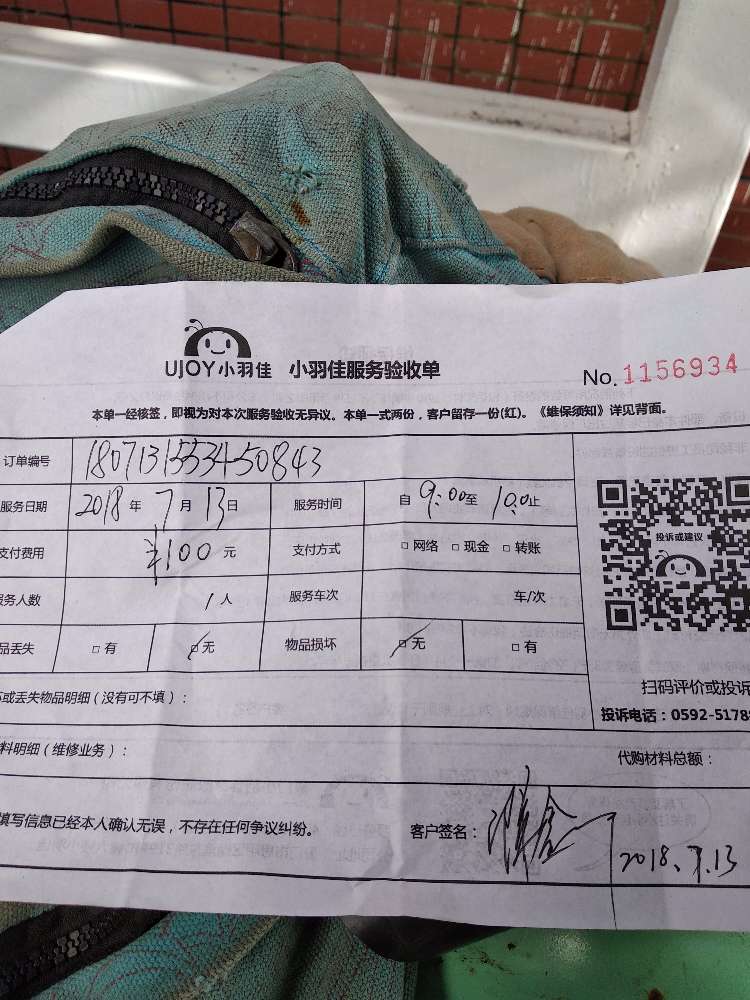 UJOY小羽佳 小羽佳服务验收单 No.1156934
本单一经核签，即视为对本次服务验收无异议。本单一式两份，客户留存一份(红)。《维保须知》详见背面。
订单编号 1807131553450843
服务日期 2018 年 7 月 13 日 服务时间 自 9:00 至 10:0 止
支付费用 ¥100 元 支付方式 □ 网络 □ 现金 □ 转账
服务人数 1 人 服务车次 车/次
品丢失 □ 有 □ 无 物品损坏 □ 无 □ 有
投诉或建议
扫码评价或投诉
投诉电话：0592-5178
或丢失物品明细（没有可不填）：
料明细（维修业务）： 代购材料总额：
填写信息已经本人确认无误，不存在任何争议纠纷。 客户签名：
2018.7.13